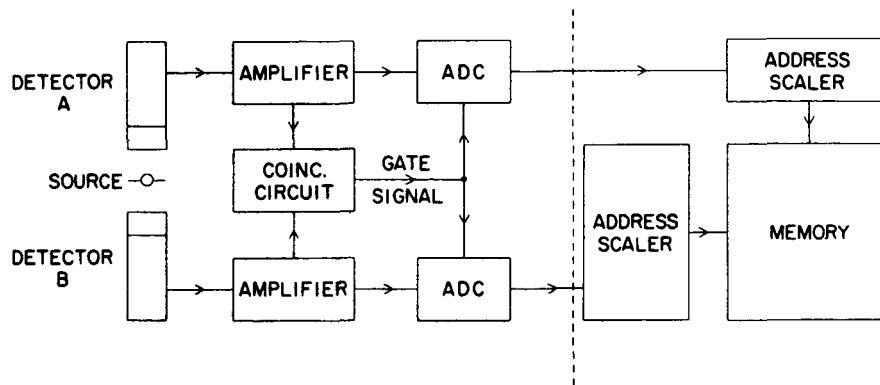 DETECTOR
A
AMPLIFIER
ADC
ADDRESS
SCALER
SOURCE
COINC.
CIRCUIT
GATE
SIGNAL
ADDRESS
SCALER
MEMORY
DETECTOR
B
AMPLIFIER
ADC